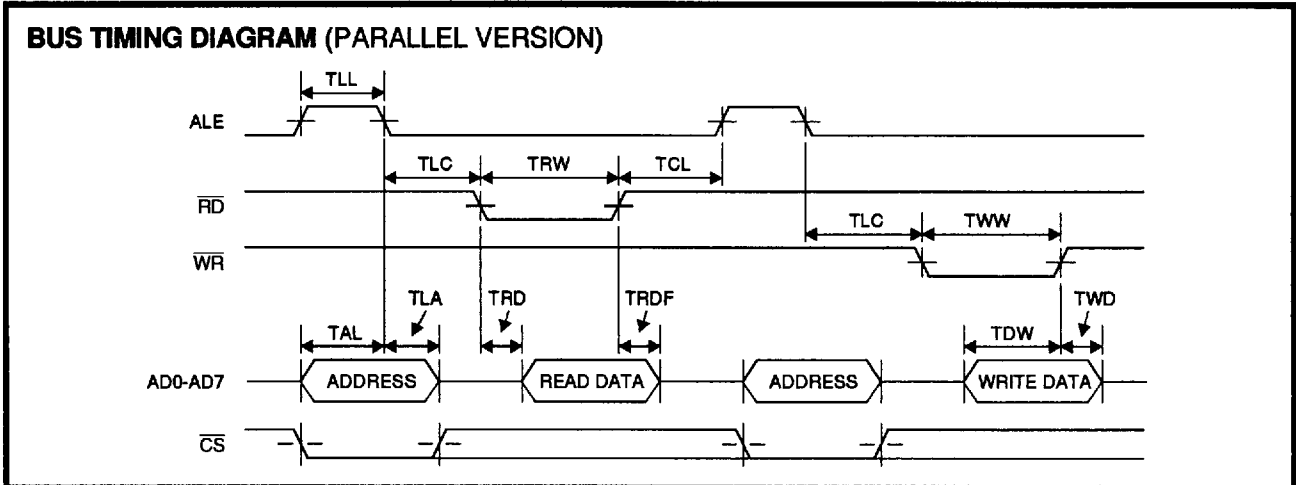 BUS TIMING DIAGRAM (PARALLEL VERSION)
TLL
ALE
TLC TRW TCL
RD
TLC TWW
WR
TLA TRD TRDF TWD
TAL TDW
AD0-AD7 ADDRESS READ DATA ADDRESS WRITE DATA
CS